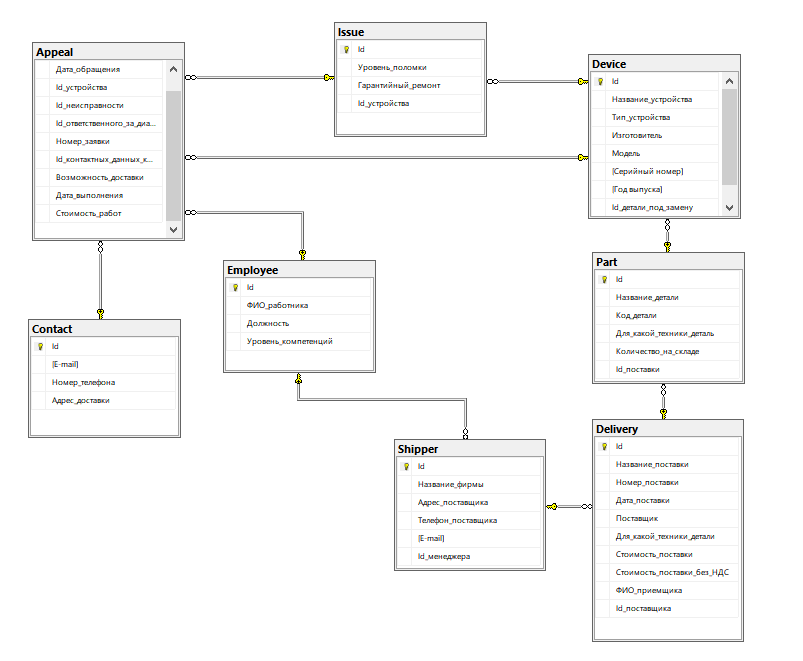 Appeal
Дата_обращения
Id_устройства
Id_неисправности
Id_ответственного_за_диа...
Номер_заявки
Id_контактных_данных_к...
Возможность_доставки
Дата_выполнения
Стоимость_работ
Issue
Id
Уровень_поломки
Гарантийный_ремонт
Id_устройства
Device
Id
Название_устройства
Тип_устройства
Изготовитель
Модель
[Серийный номер]
[Год выпуска]
Id_детали_под_замену
Employee
Id
ФИО_работника
Должность
Уровень_компетенций
Part
Id
Название_детали
Код_детали
Для_какой_техники_деталь
Количество_на_складе
Id_поставки
Contact
Id
[E-mail]
Номер_телефона
Адрес_доставки
Shipper
Id
Название_фирмы
Адрес_поставщика
Телефон_поставщика
[E-mail]
Id_менеджера
Delivery
Id
Название_поставки
Номер_поставки
Дата_поставки
Поставщик
Для_какой_техники_детали
Стоимость_поставки
Стоимость_поставки_без_НДС
ФИО_приемщика
Id_поставщика